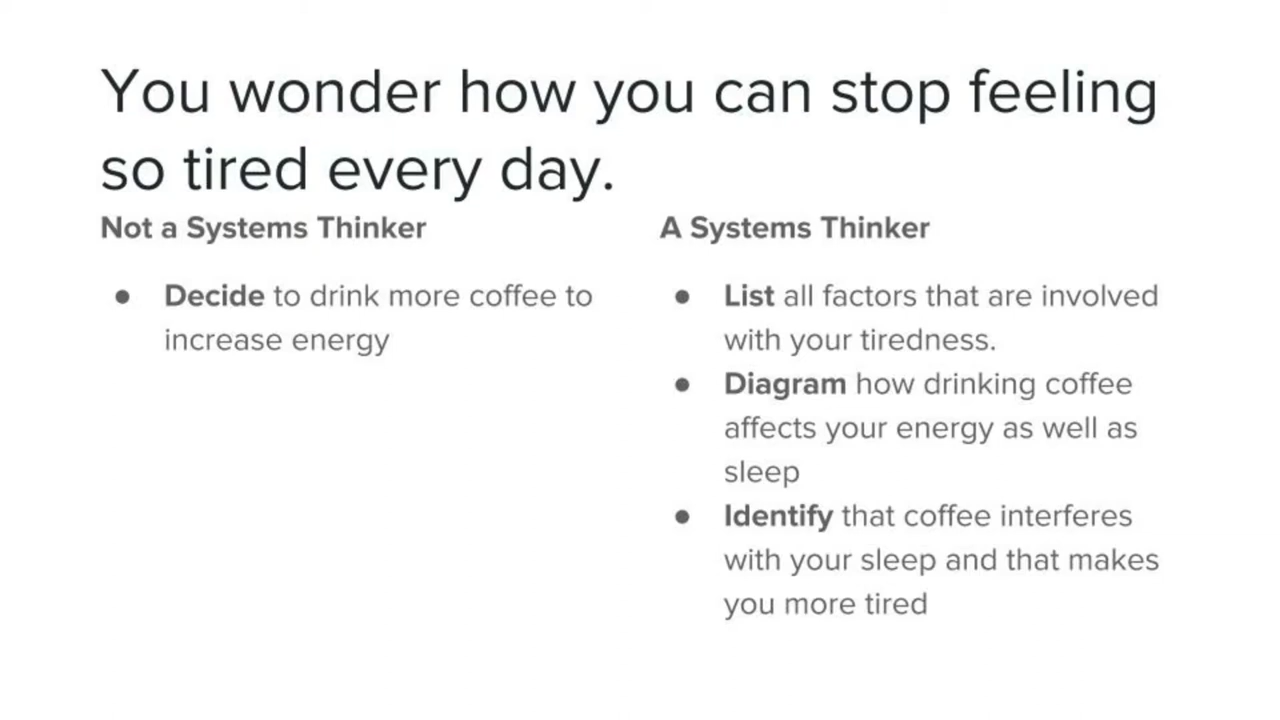 You wonder how you can stop feeling
so tired every day.
Not a Systems Thinker
● Decide to drink more coffee to
increase energy
A Systems Thinker
● List all factors that are involved
with your tiredness.
● Diagram how drinking coffee
affects your energy as well as
sleep
● Identify that coffee interferes
with your sleep and that makes
you more tired